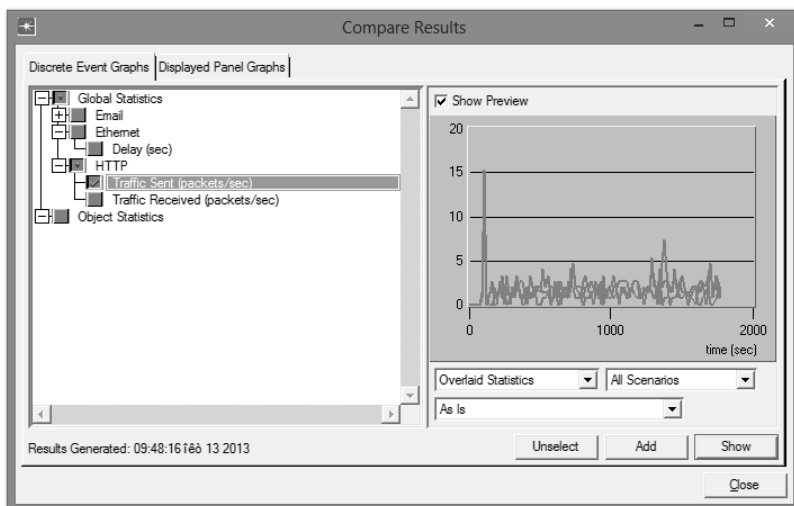 Compare Results
Discrete Event Graphs Displayed Panel Graphs
Global Statistics
Email
Ethernet
Delay (sec)
HTTP
Traffic Sent (packets/sec)
Traffic Received (packets/sec)
Object Statistics
Show Preview
20
15
10
5
0
0 1000 2000
time (sec)
Overlaid Statistics All Scenarios
As Is
Results Generated: 09:48:16 îêò 13 2013
Unselect Add Show
Close